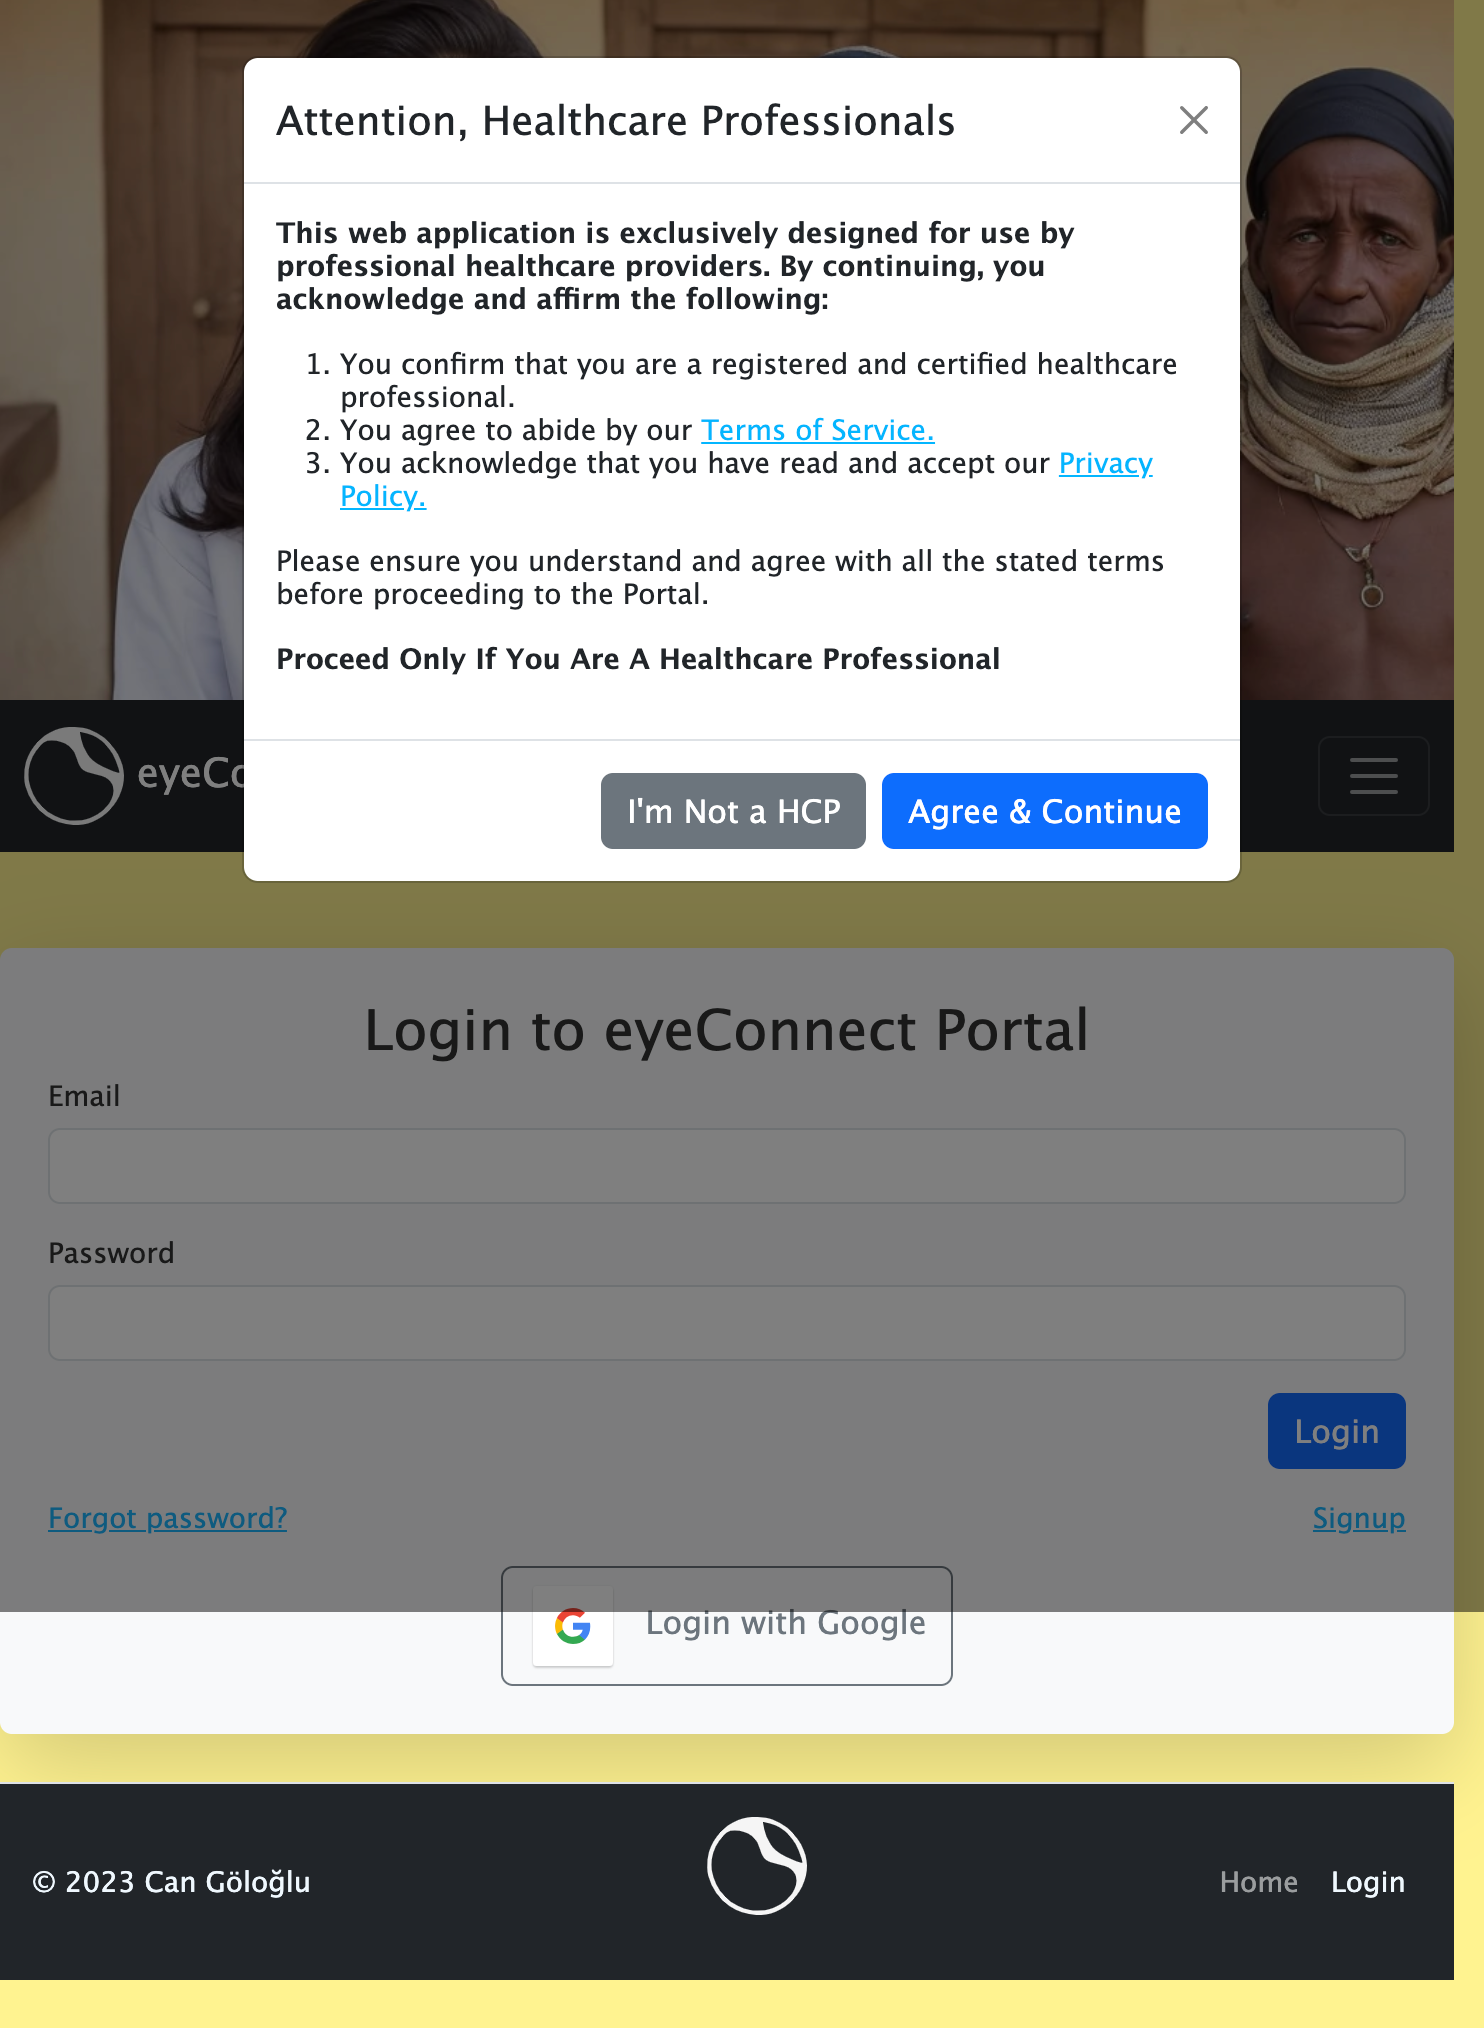 Attention, Healthcare Professionals
This web application is exclusively designed for use by
professional healthcare providers. By continuing, you
acknowledge and affirm the following:
1. You confirm that you are a registered and certified healthcare
professional.
2. You agree to abide by our Terms of Service.
3. You acknowledge that you have read and accept our Privacy
Policy.
Please ensure you understand and agree with all the stated terms
before proceeding to the Portal.
Proceed Only If You Are A Healthcare Professional
eyeCo
I'm Not a HCP Agree & Continue
Login to eyeConnect Portal
Email
Password
Login
Forgot password? Signup
Login with Google
© 2023 Can Göloğlu Home Login